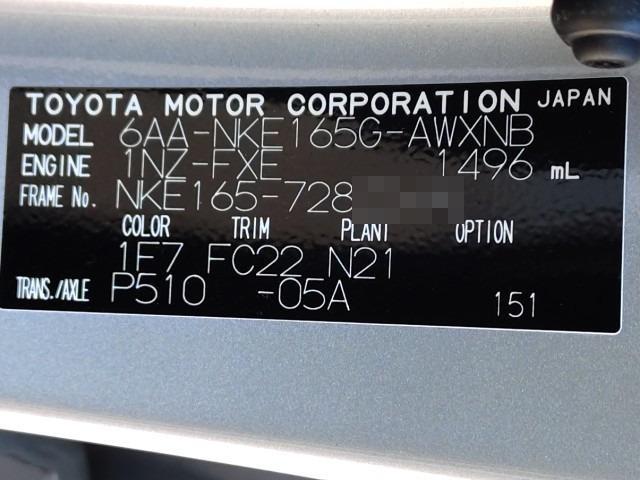 TOYOTA MOTOR CORPORATION JAPAN
MODEL 6AA-NKE165G-AWXNB
ENGINE 1NZ-FXE 1496 mL
FRAME No. NKE165-728
COLOR TRIM PLANT OPTION
1F7 FC22 N21
TRANS./AXLE P510 -05A 151